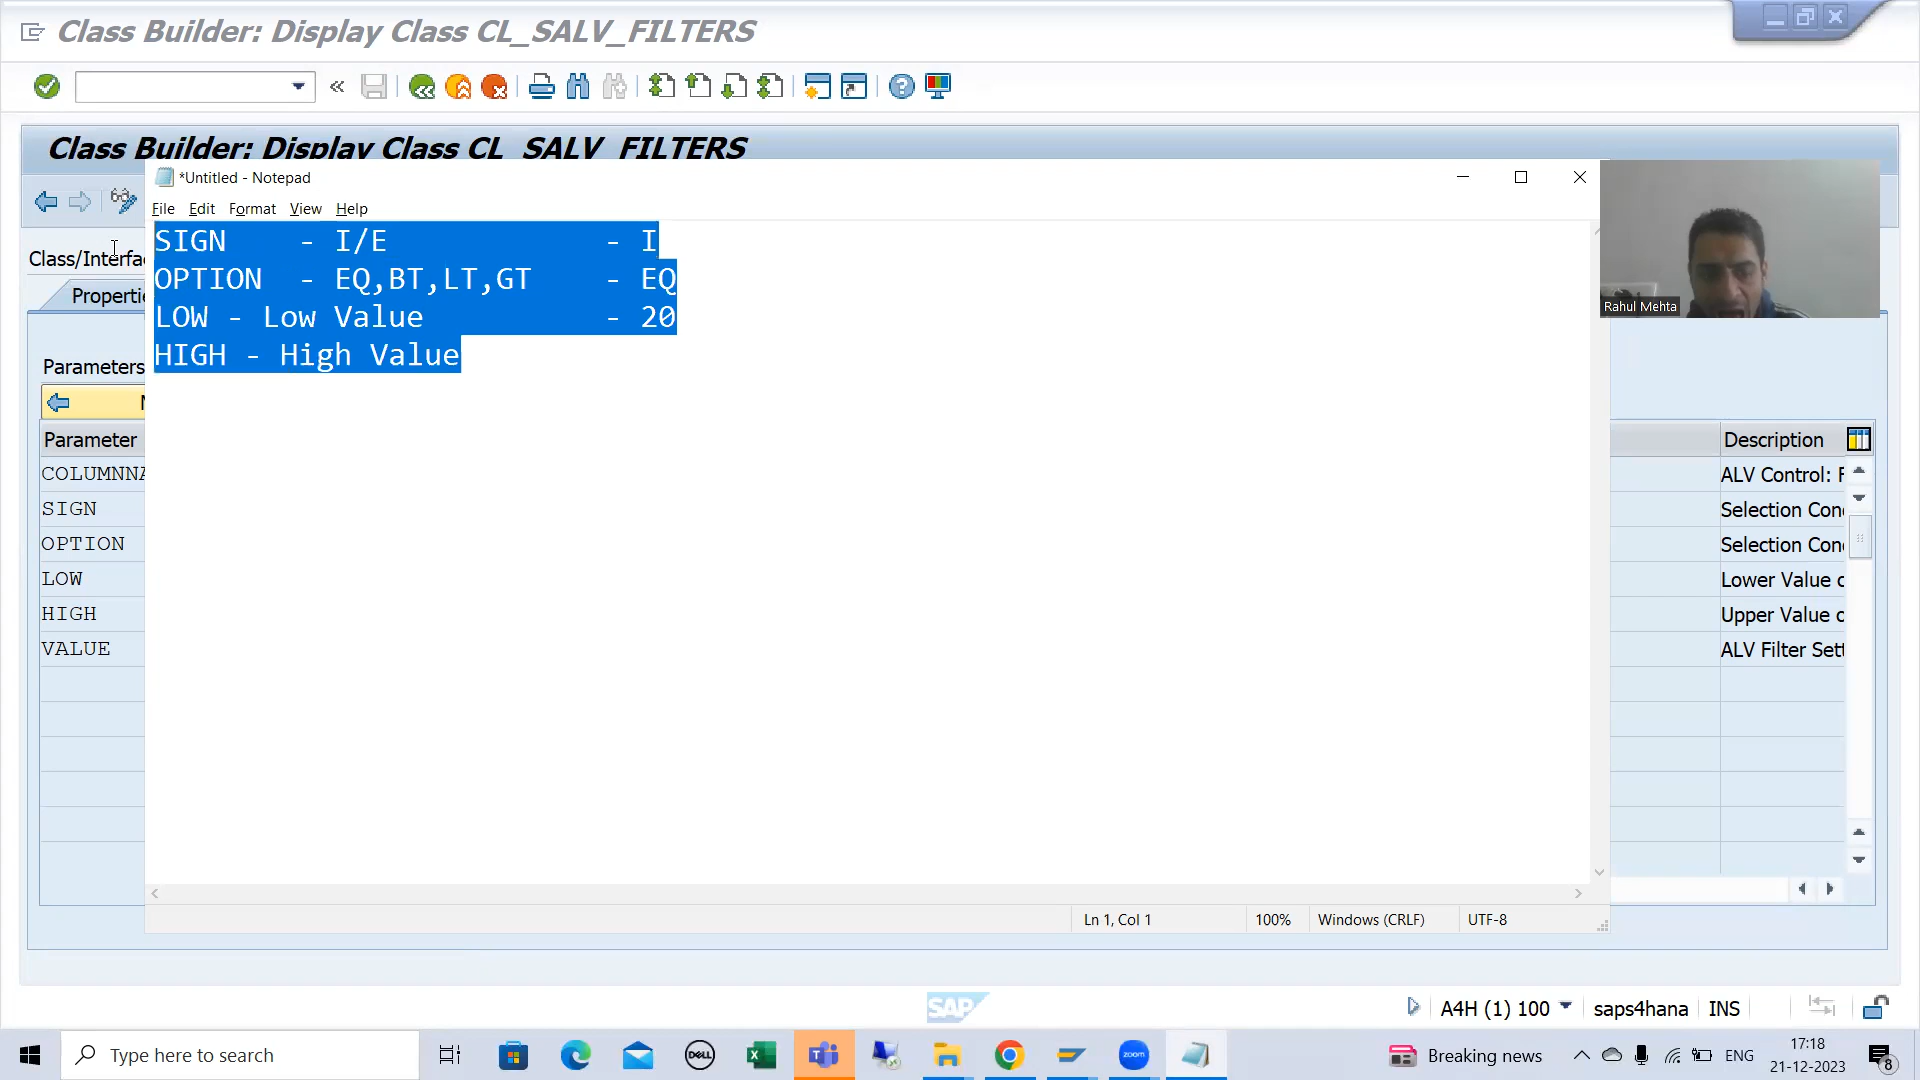 Class Builder: Display Class CL_SALV_FILTERS
Class Builder: Display Class CL_SALV_FILTERS
*Untitled - Notepad
File Edit Format View Help
SIGN - I/E - I
OPTION - EQ,BT,LT,GT - EQ
LOW - Low Value - 20
HIGH - High Value
Rahul Mehta
Class/Interfa
Properti
Parameters
Parameter
Description
COLUMNNA
ALV Control: F
SIGN
Selection Con
OPTION
Selection Con
LOW
Lower Value o
HIGH
Upper Value o
VALUE
ALV Filter Sett
Ln 1, Col 1
100%
Windows (CRLF)
UTF-8
SAP
A4H (1) 100
saps4hana
INS
Type here to search
DELL
zoom
Breaking news
ENG
17:18
21-12-2023
8